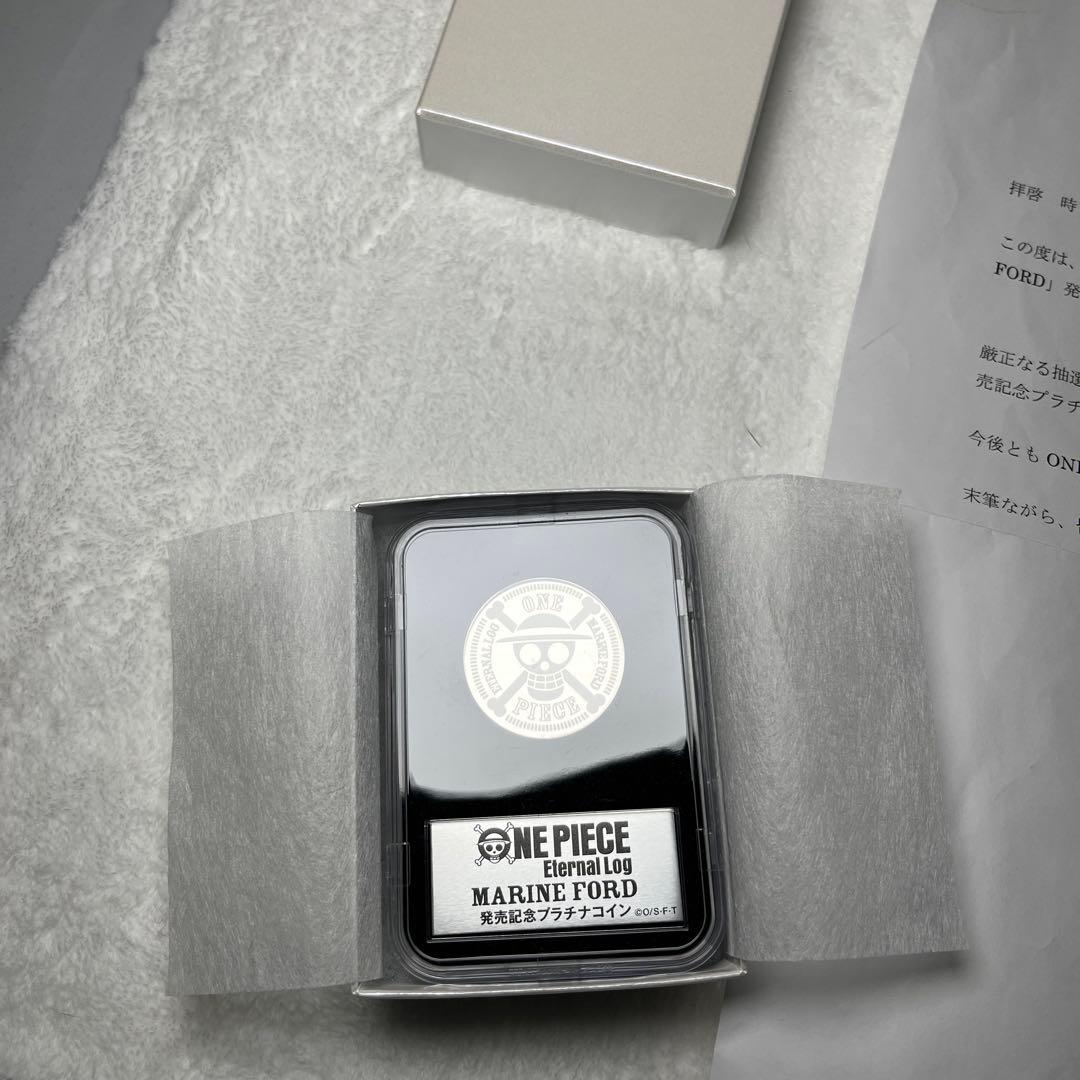 拝啓 時
この度は、
FORD」発
厳正なる抽選
売記念プラチ
今後とも ONE
末筆ながら、
ONE
ETERNAL LOG
MARINE FORD
PIECE
ONE PIECE
Eternal Log
MARINE FORD
発売記念プラチナコイン ©O/S・F・T